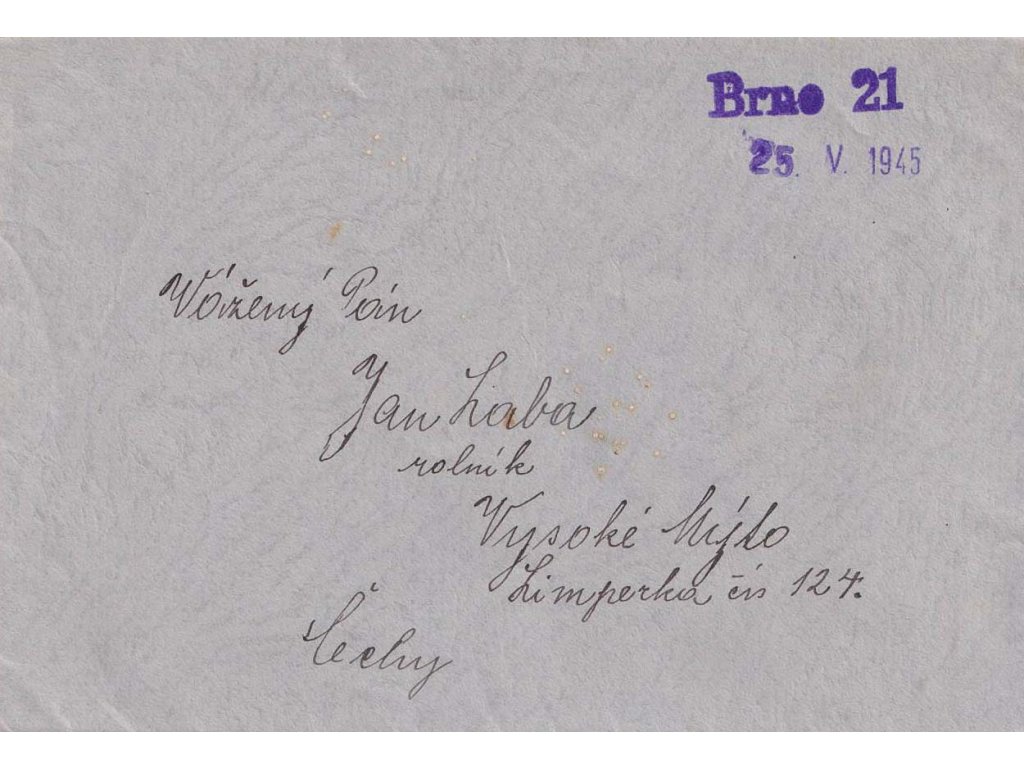 Brno 21
25. V. 1945
Vážený Pán
Jan Laba
rolník
Vysoké Mýto
Limperka čís 124.
Čechy